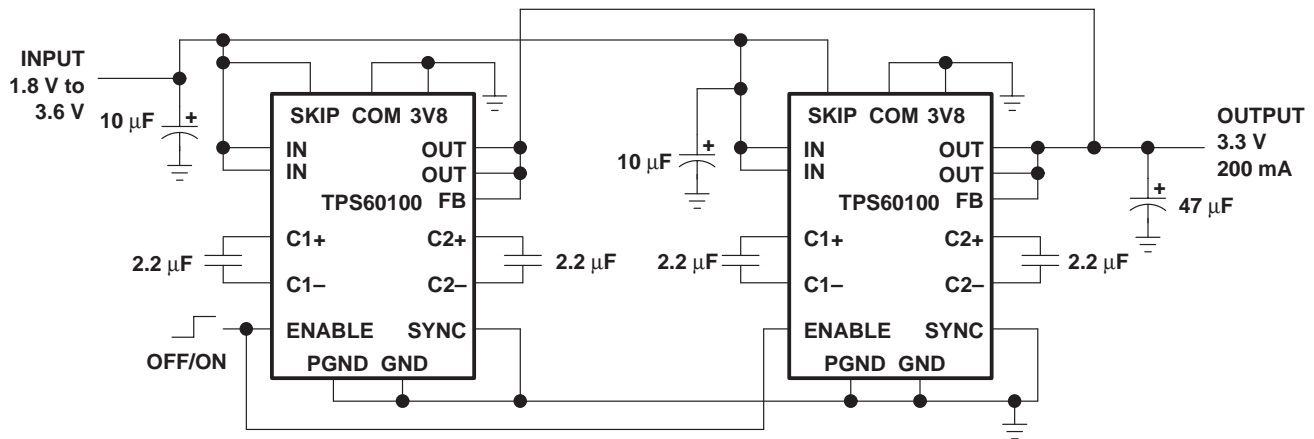 INPUT
1.8 V to
3.6 V
10 μF
+
SKIP COM 3V8
IN
IN
OUT
OUT
TPS60100
FB
C1+
C2+
2.2 μF
2.2 μF
C1–
C2–
ENABLE
SYNC
OFF/ON
PGND GND
10 μF
+
SKIP COM 3V8
IN
IN
OUT
OUT
TPS60100
FB
C1+
C2+
2.2 μF
2.2 μF
C1–
C2–
ENABLE
SYNC
PGND GND
OUTPUT
3.3 V
200 mA
+
47 μF